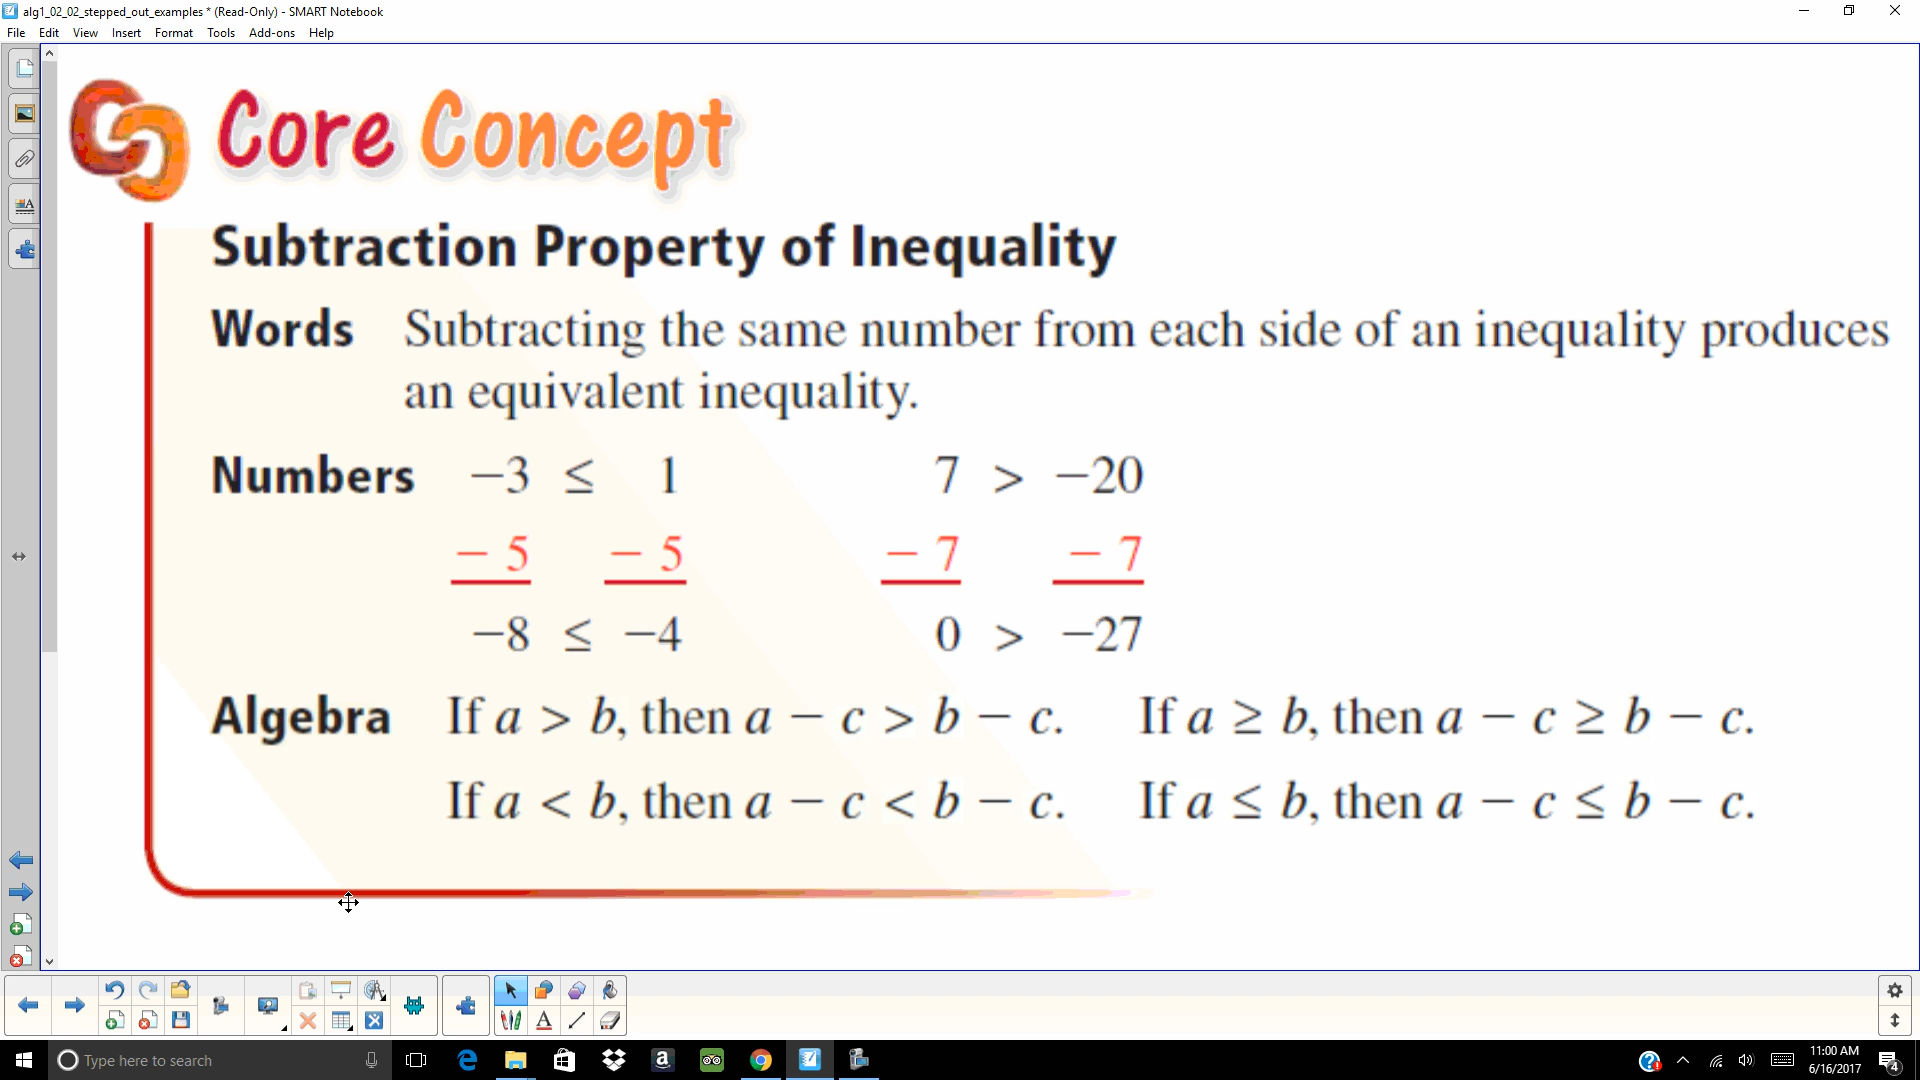 alg1_02_02_stepped_out_examples * (Read-Only) - SMART Notebook
File Edit View Insert Format Tools Add-ons Help
Core Concept
Subtraction Property of Inequality
Words Subtracting the same number from each side of an inequality produces
an equivalent inequality.
Numbers −3 ≤ 1 7 > −20
− 5 − 5 − 7 − 7
−8 ≤ −4 0 > −27
Algebra If a > b, then a − c > b − c. If a ≥ b, then a − c ≥ b − c.
If a < b, then a − c < b − c. If a ≤ b, then a − c ≤ b − c.
Type here to search
11:00 AM
6/16/2017
4